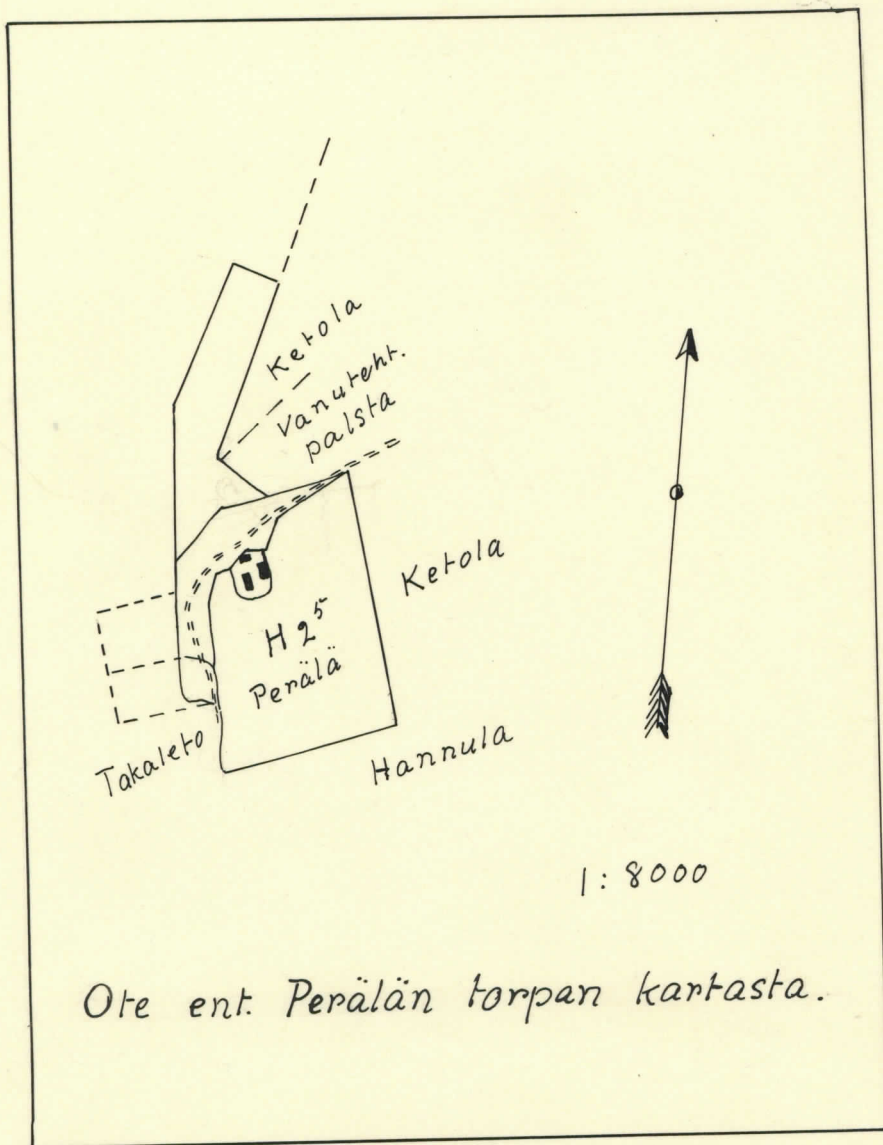 Ketola
Vanuteht.
palsta
Ketola
H 2⁵
Perälä
Takaleto
Hannula
1:8000
Ote ent. Perälän torpan kartasta.